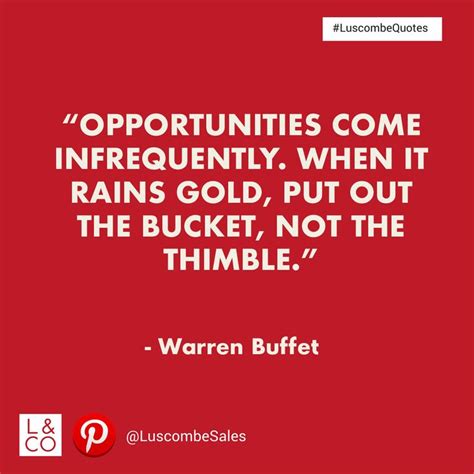 #LuscombeQuotes
“OPPORTUNITIES COME
INFREQUENTLY. WHEN IT
RAINS GOLD, PUT OUT
THE BUCKET, NOT THE
THIMBLE.”
- Warren Buffet
L&
CO
@LuscombeSales